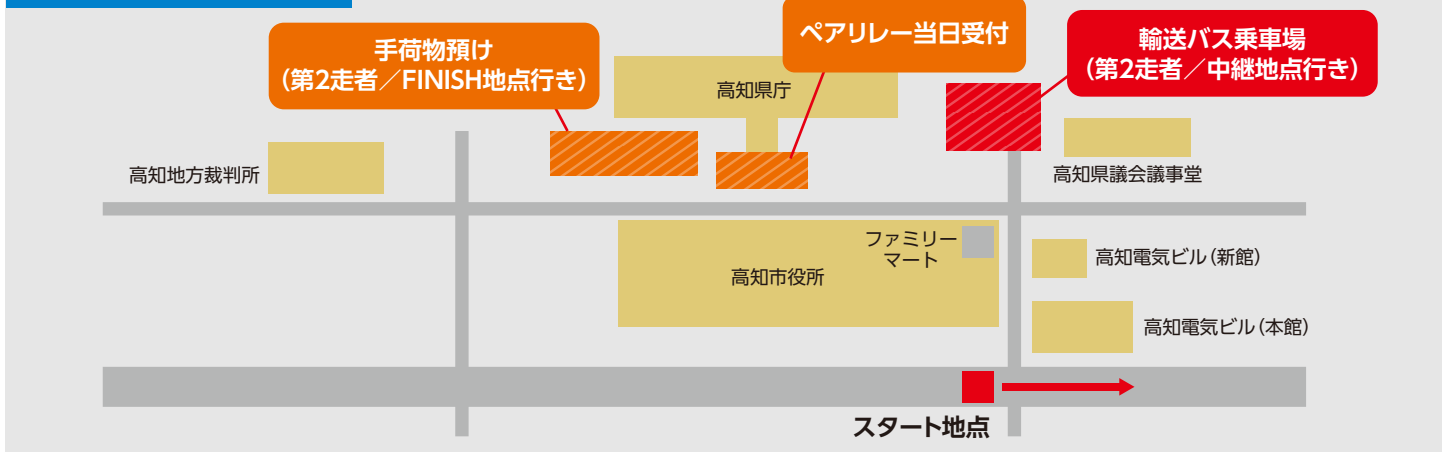 手荷物預け
（第2走者／FINISH地点行き）
ペアリレー当日受付
輸送バス乗車場
（第2走者／中継地点行き）
高知県庁
高知地方裁判所
高知県議会議事堂
ファミリー
マート
高知市役所
高知電気ビル（新館）
高知電気ビル（本館）
スタート地点